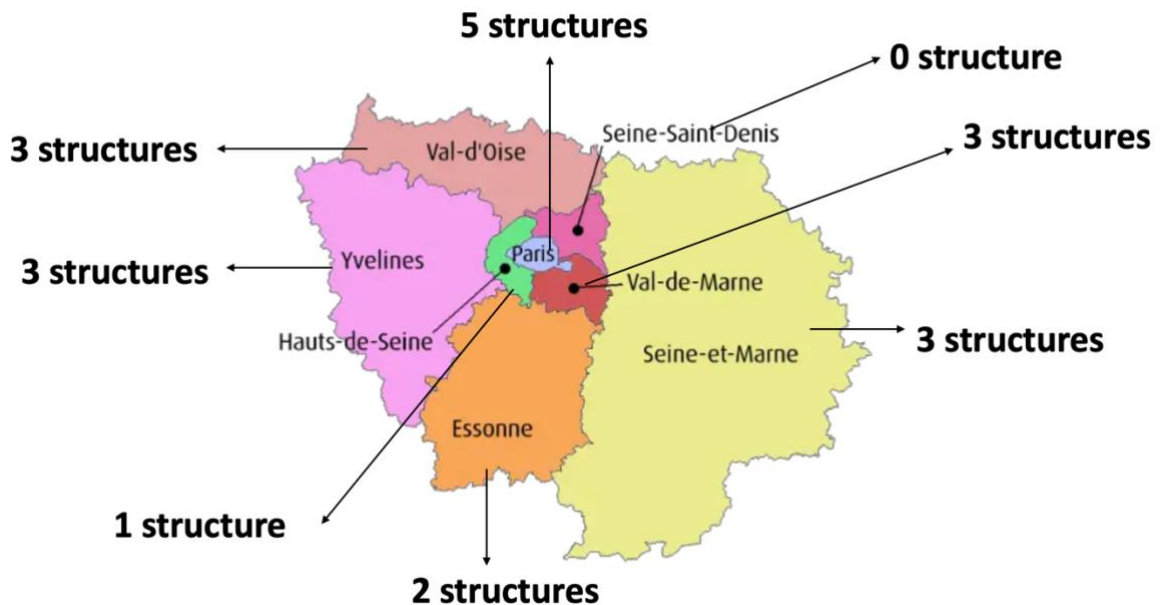 5 structures
0 structure
Seine-Saint-Denis
3 structures
3 structures
Val-d'Oise
Paris
Yvelines
3 structures
Val-de-Marne
Hauts-de-Seine
3 structures
Seine-et-Marne
Essonne
1 structure
2 structures